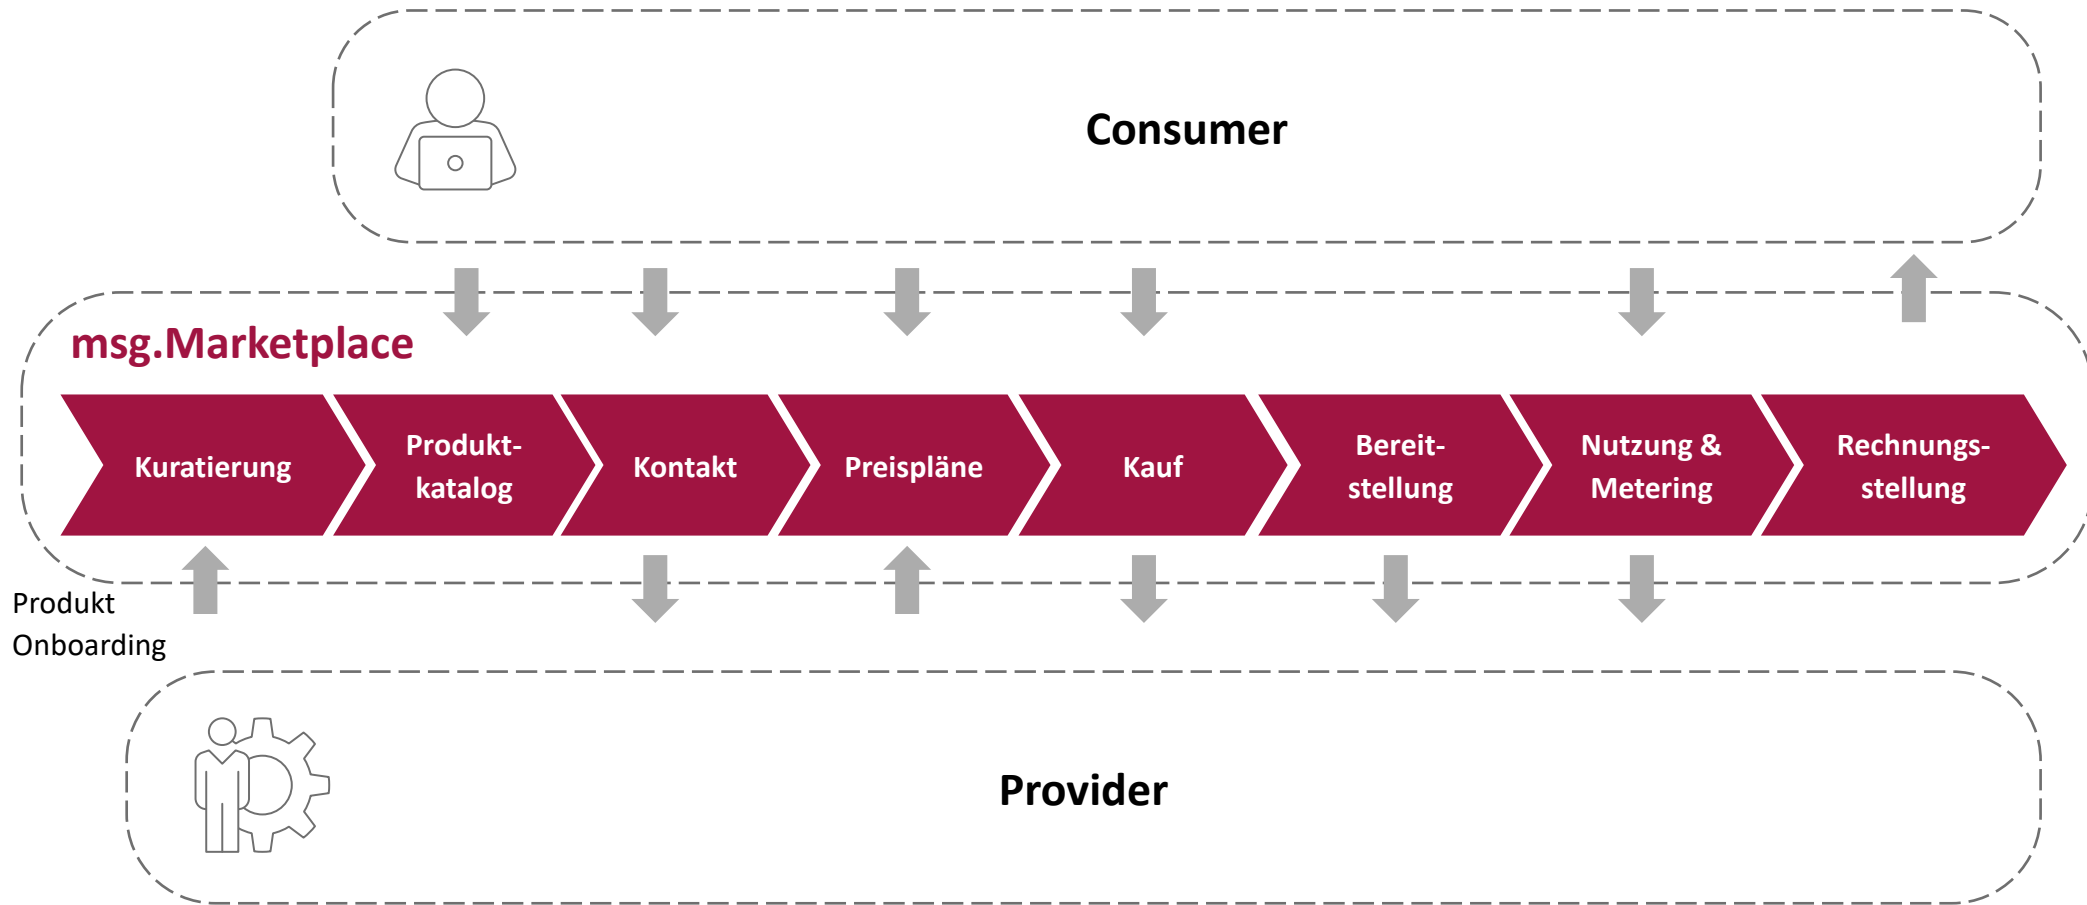 Consumer
msg.Marketplace
Kuratierung
Produkt-
katalog
Kontakt
Preispläne
Kauf
Bereit-
stellung
Nutzung &
Metering
Rechnungs-
stellung
Produkt
Onboarding
Provider